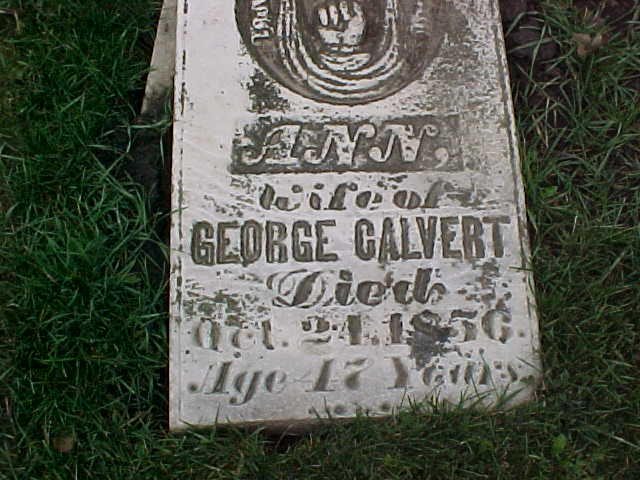 ANN,
Wife of
GEORGE CALVERT
Died
Oct. 24, 1856.
Age 47 Years.